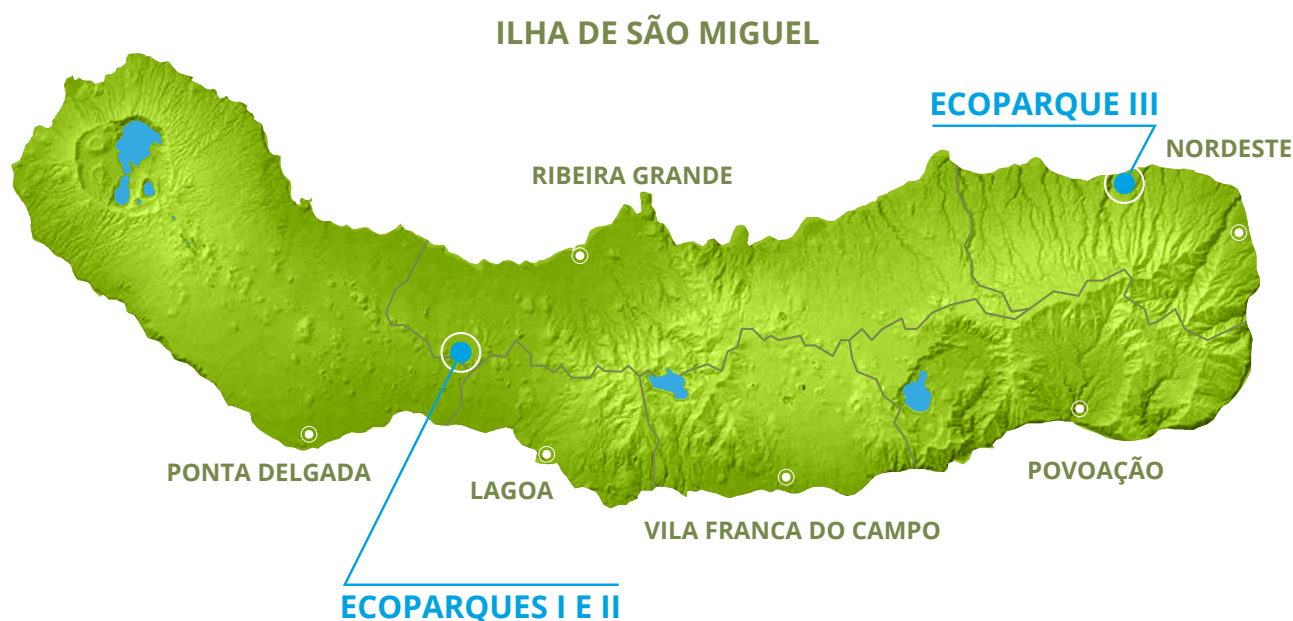 ILHA DE SÃO MIGUEL
ECOPARQUE III
NORDESTE
RIBEIRA GRANDE
PONTA DELGADA
LAGOA
POVOAÇÃO
VILA FRANCA DO CAMPO
ECOPARQUES I E II